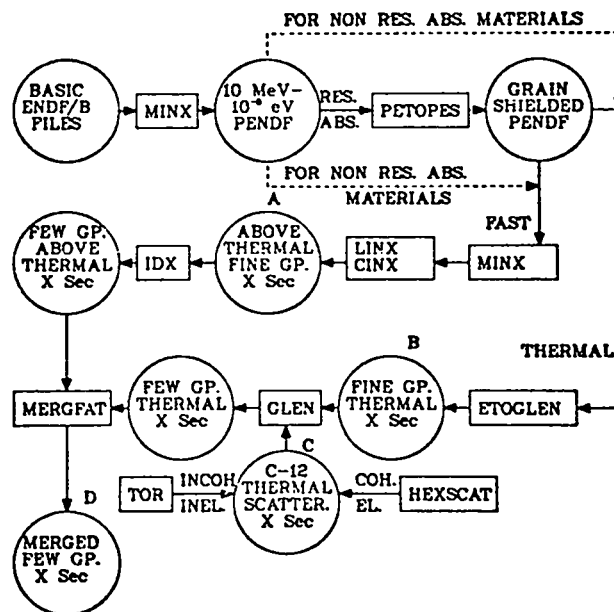 FOR NON RES. ABS. MATERIALS
BASIC
ENDF/B
FILES
MINX
10 MeV-
10⁻⁶ eV
PENDF
RES.
ABS.
PETOPES
GRAIN
SHIELDED
PENDF
FOR NON RES. ABS.
MATERIALS
A
FAST
FEW GP.
ABOVE
THERMAL
X Sec
IDX
ABOVE
THERMAL
FINE GP.
X Sec
LINX
CINX
MINX
B
THERMAL
MERGFAT
FEW GP.
THERMAL
X Sec
GLEN
FINE GP.
THERMAL
X Sec
ETOGLEN
C
TOR
INCOH.
INEL.
C-12
THERMAL
SCATTER.
X Sec
COH.
EL.
HEXSCAT
D
MERGED
FEW GP.
X Sec